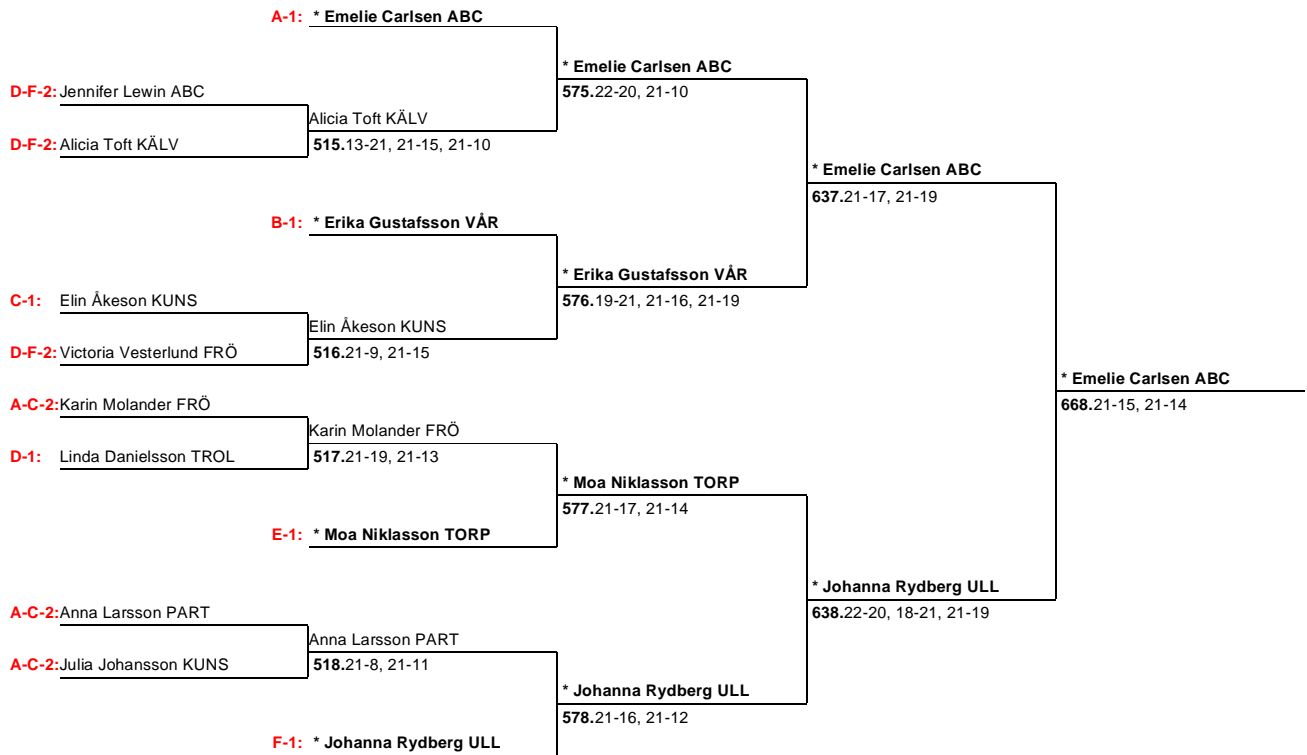 A-1: * Emelie Carlsen ABC
* Emelie Carlsen ABC
D-F-2: Jennifer Lewin ABC
575.22-20, 21-10
Alicia Toft KÄLV
D-F-2: Alicia Toft KÄLV
515.13-21, 21-15, 21-10
* Emelie Carlsen ABC
637.21-17, 21-19
B-1: * Erika Gustafsson VÅR
* Erika Gustafsson VÅR
C-1: Elin Åkeson KUNS
576.19-21, 21-16, 21-19
Elin Åkeson KUNS
D-F-2: Victoria Vesterlund FRÖ
516.21-9, 21-15
* Emelie Carlsen ABC
A-C-2: Karin Molander FRÖ
668.21-15, 21-14
Karin Molander FRÖ
D-1: Linda Danielsson TROL
517.21-19, 21-13
* Moa Niklasson TORP
577.21-17, 21-14
E-1: * Moa Niklasson TORP
* Johanna Rydberg ULL
A-C-2: Anna Larsson PART
638.22-20, 18-21, 21-19
Anna Larsson PART
A-C-2: Julia Johansson KUNS
518.21-8, 21-11
* Johanna Rydberg ULL
578.21-16, 21-12
F-1: * Johanna Rydberg ULL